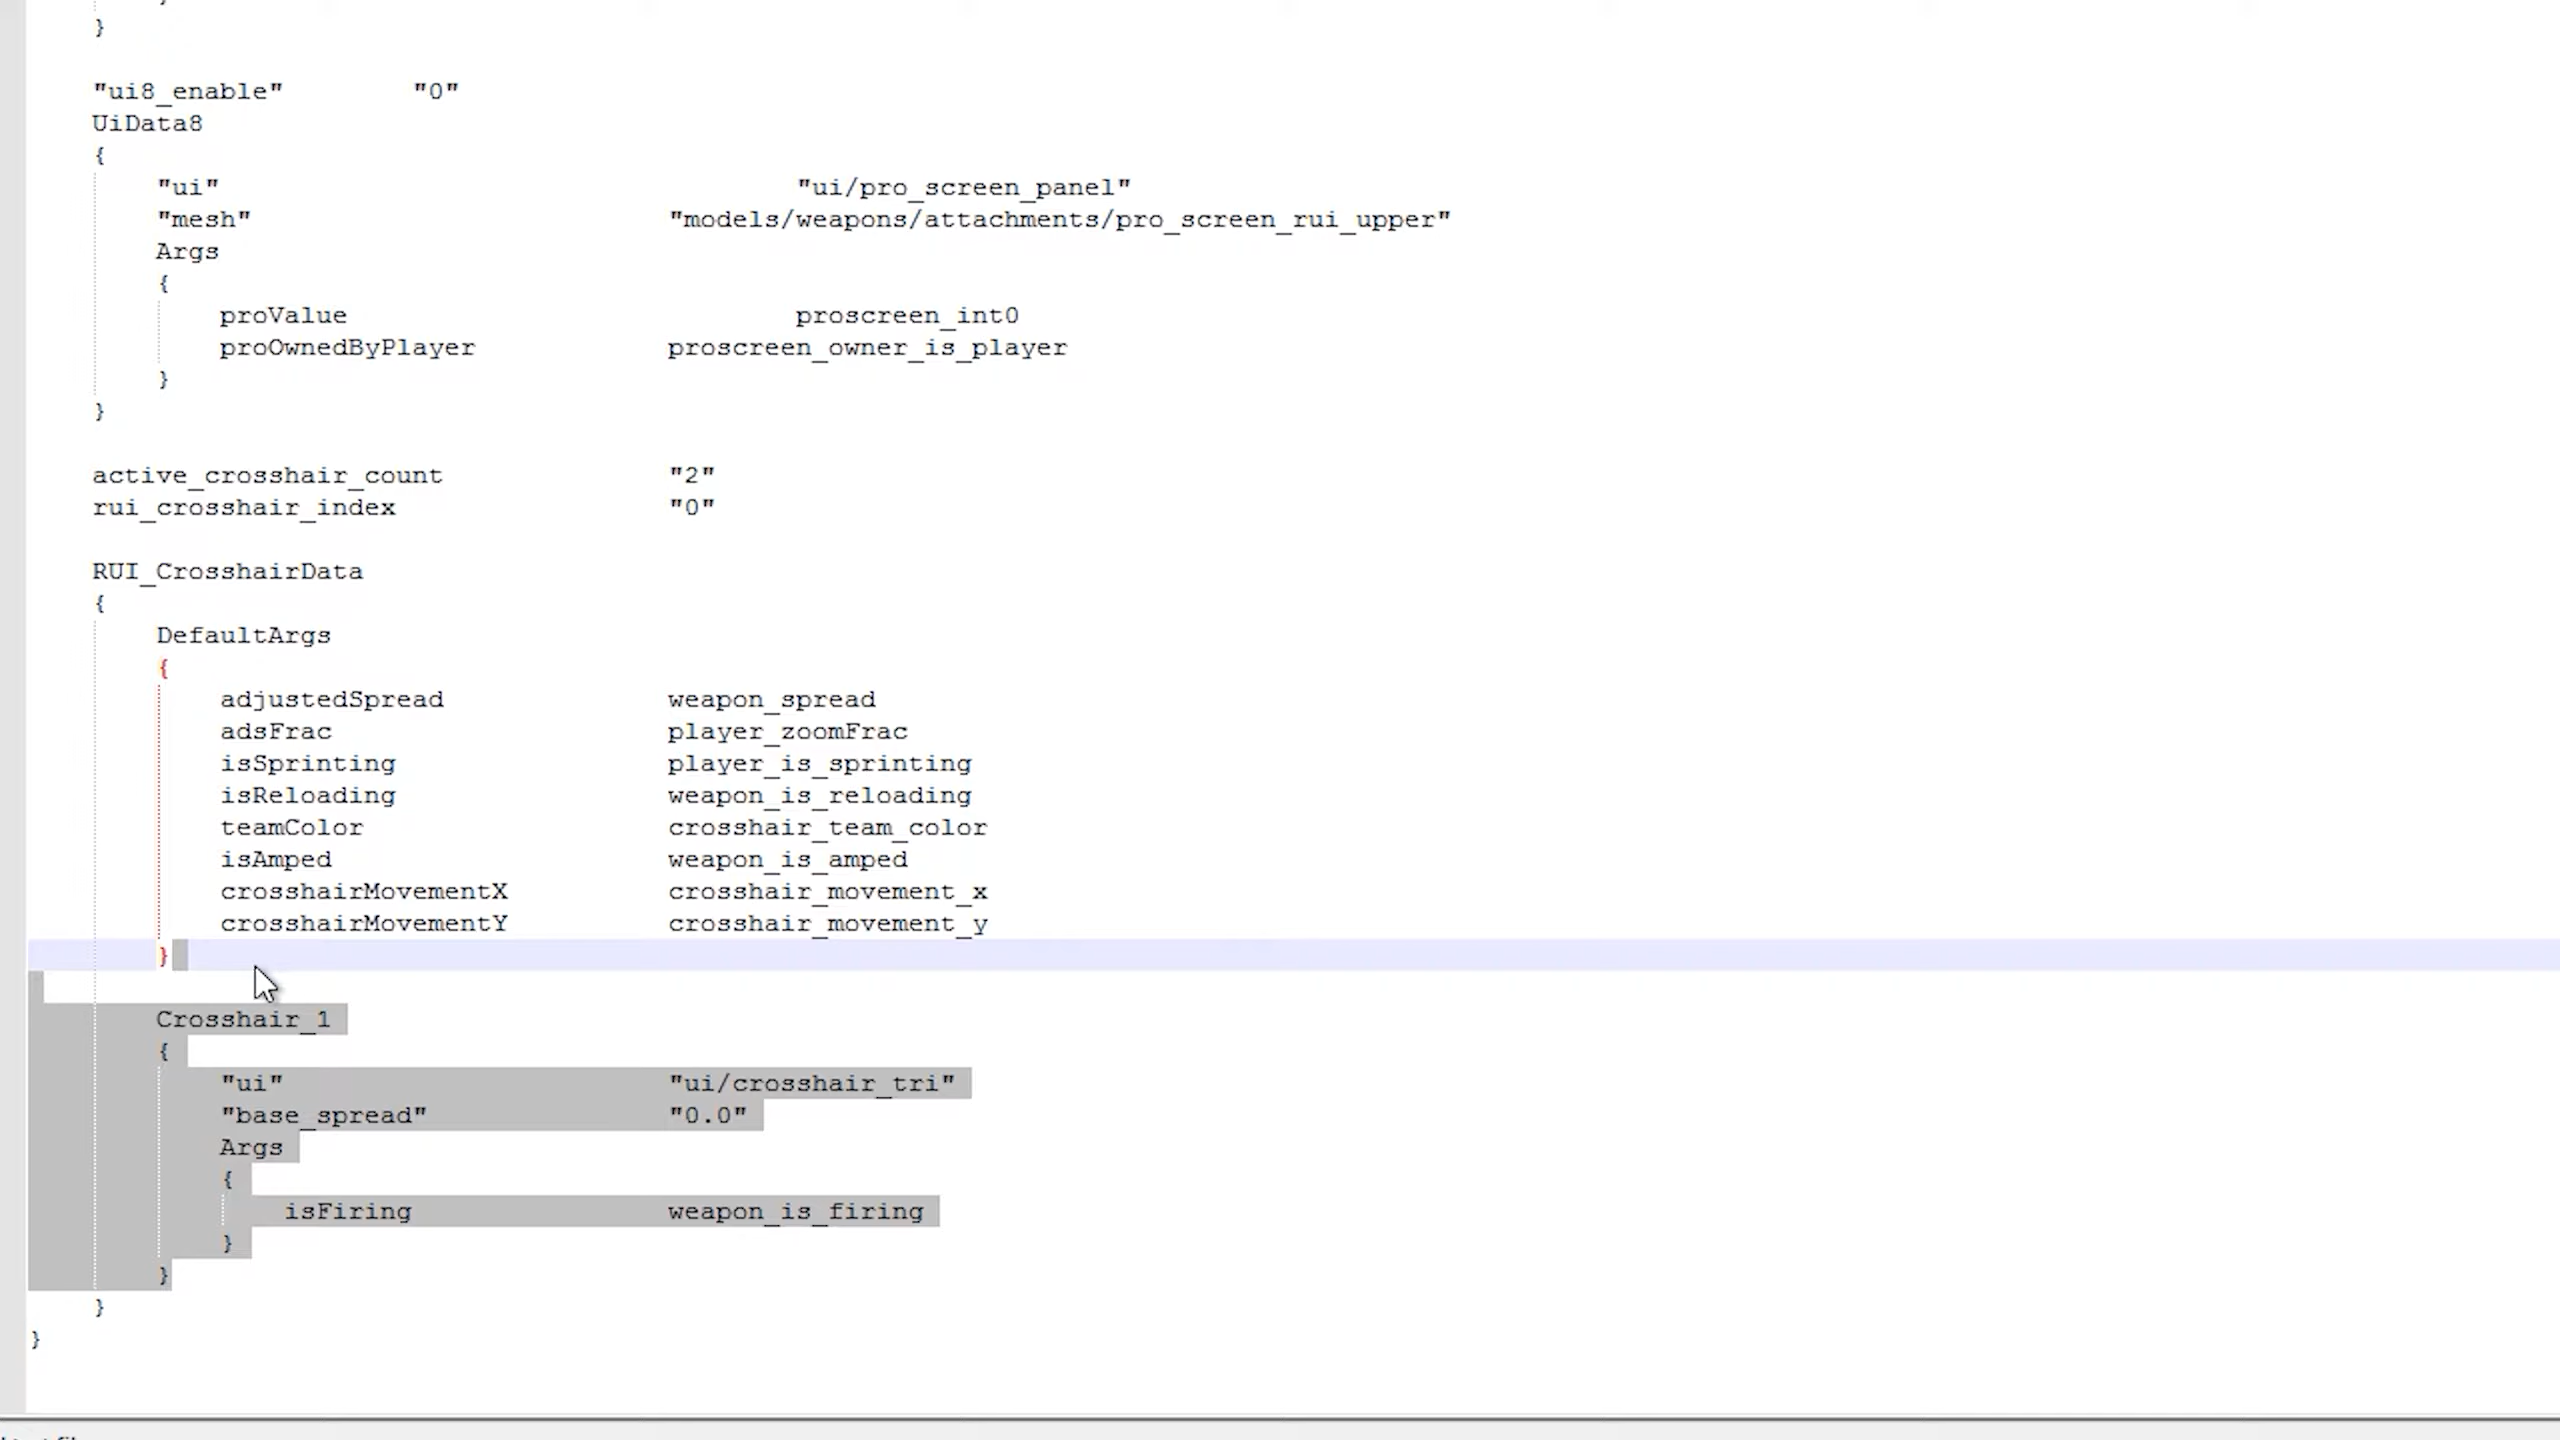 }
"ui8_enable" "0"
UiData8
{
"ui" "ui/pro_screen_panel"
"mesh" "models/weapons/attachments/pro_screen_rui_upper"
Args
{
proValue proscreen_int0
proOwnedByPlayer proscreen_owner_is_player
}
}
active_crosshair_count "2"
rui_crosshair_index "0"
RUI_CrosshairData
{
DefaultArgs
{
adjustedSpread weapon_spread
adsFrac player_zoomFrac
isSprinting player_is_sprinting
isReloading weapon_is_reloading
teamColor crosshair_team_color
isAmped weapon_is_amped
crosshairMovementX crosshair_movement_x
crosshairMovementY crosshair_movement_y
}
Crosshair_1
{
"ui" "ui/crosshair_tri"
"base_spread" "0.0"
Args
{
isFiring weapon_is_firing
}
}
}
}